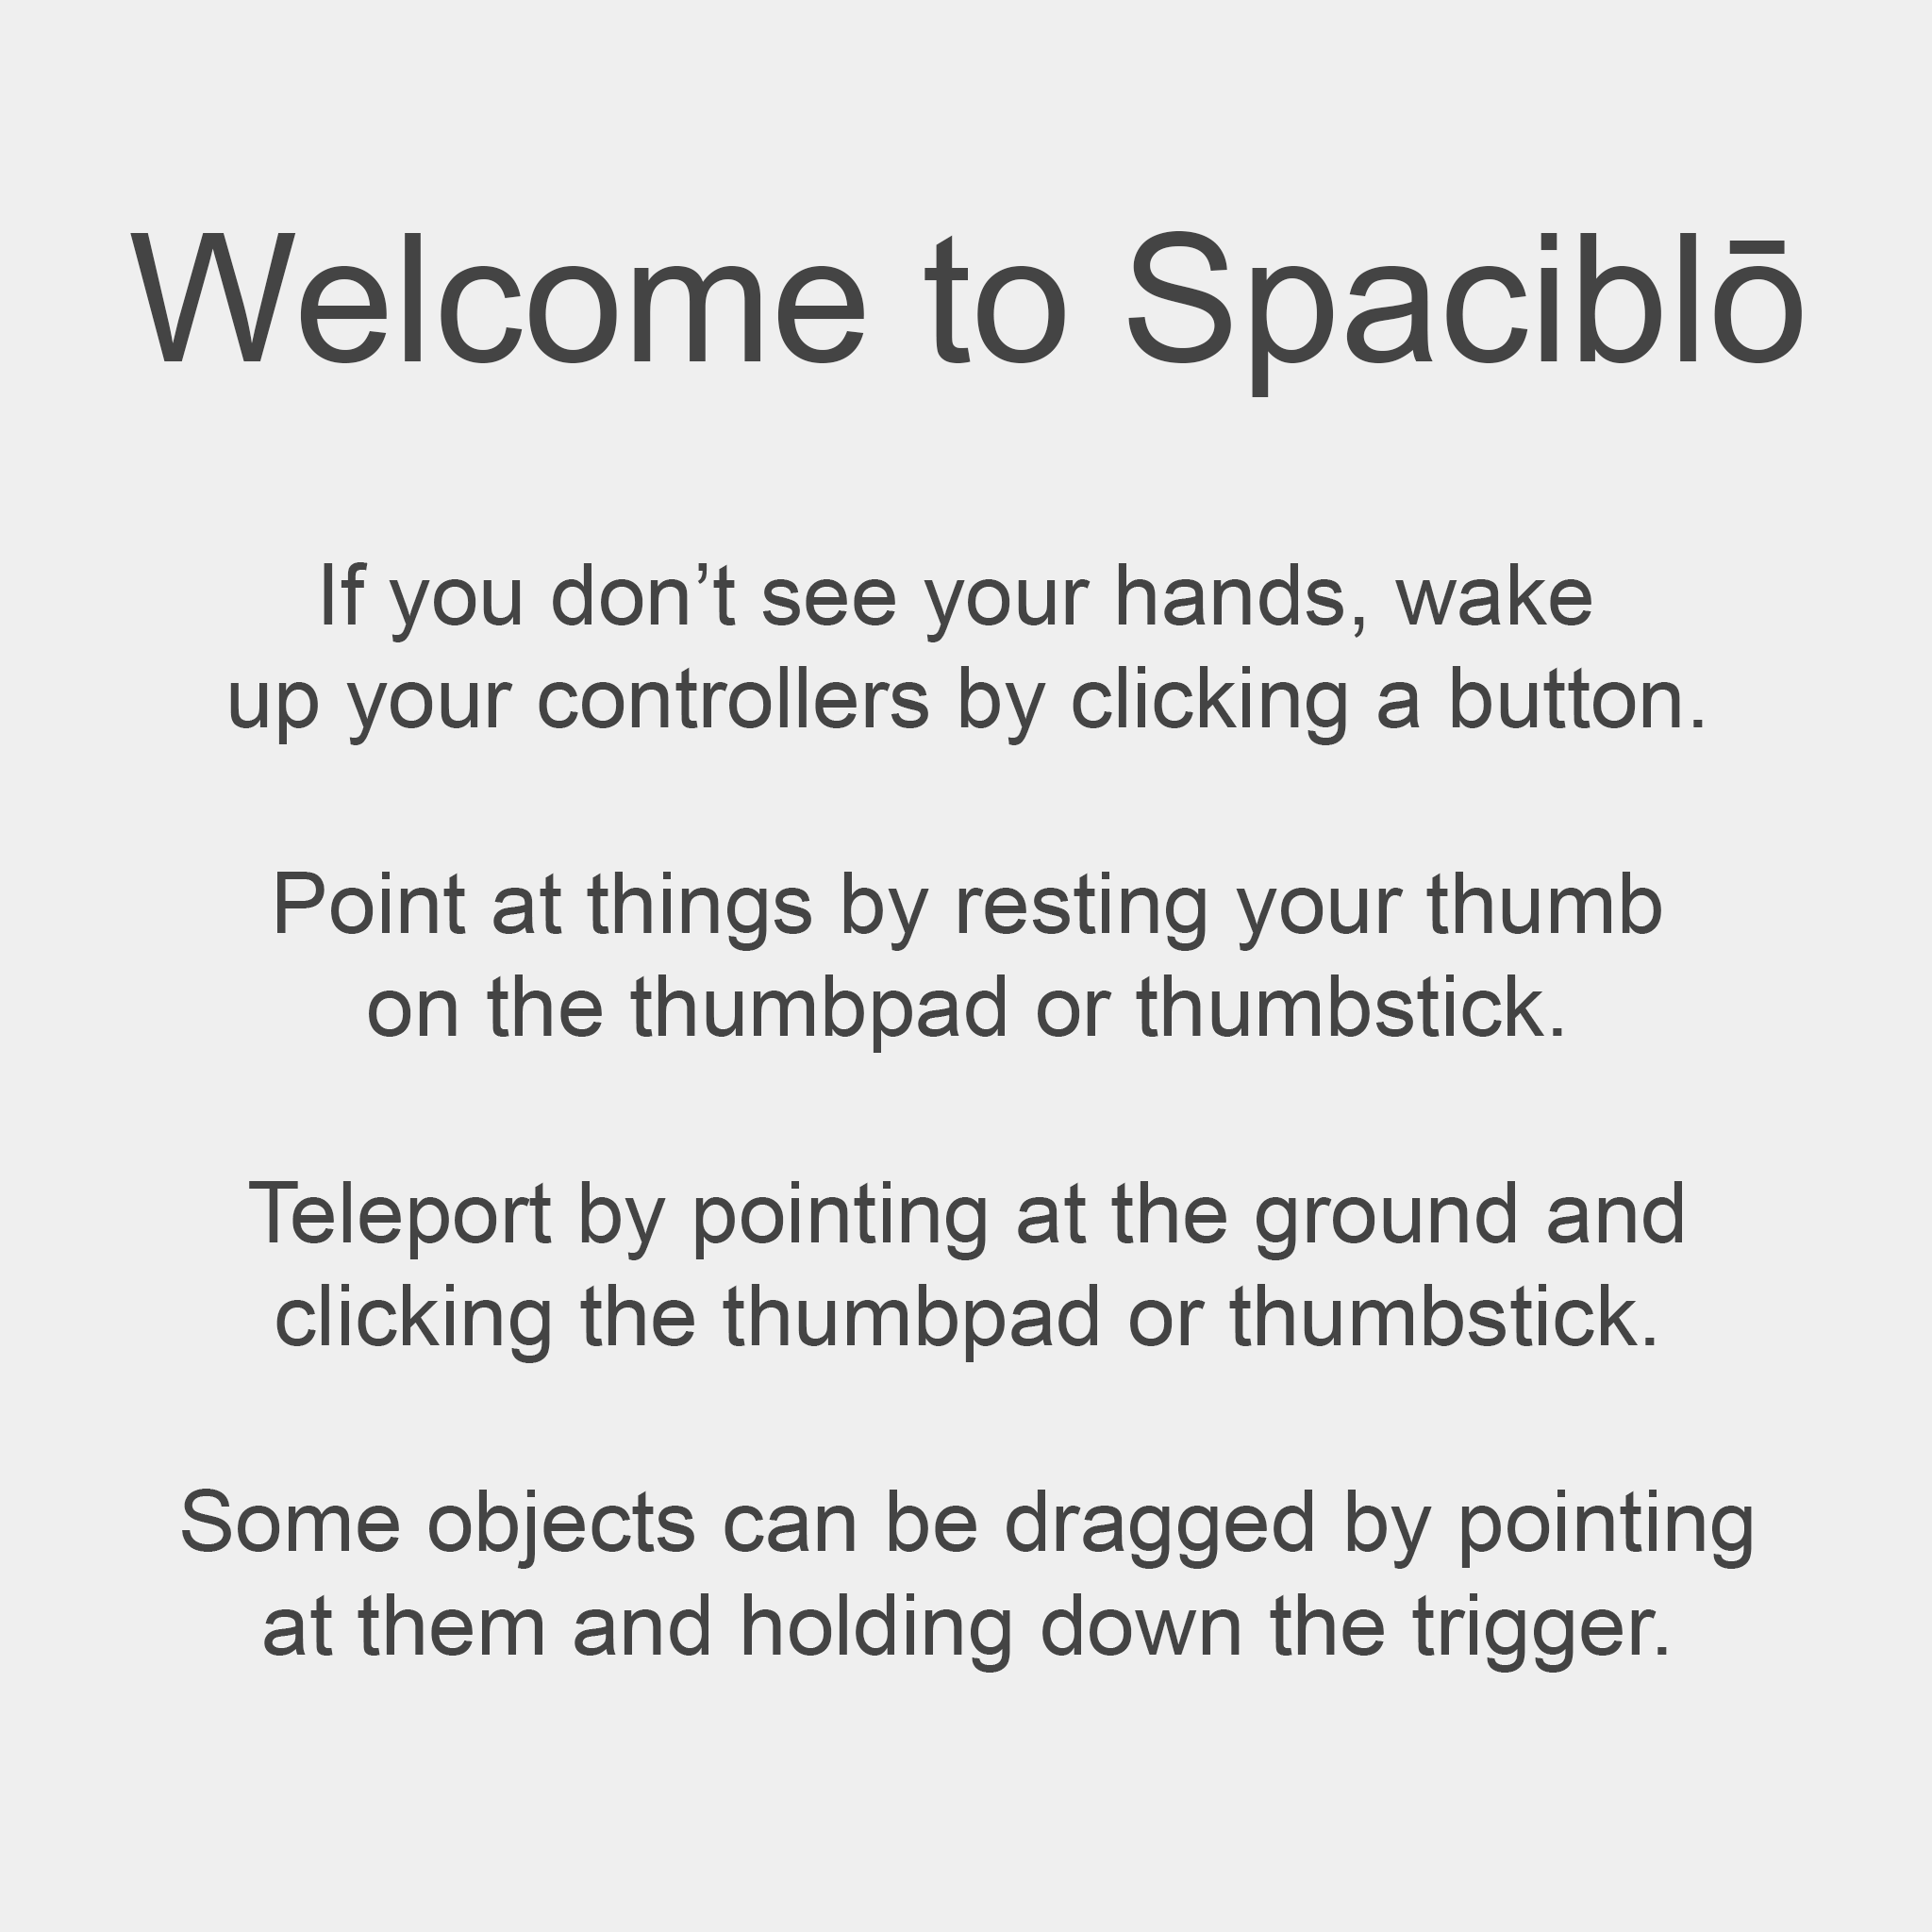 Welcome to Spaciblō
If you don’t see your hands, wake
up your controllers by clicking a button.
Point at things by resting your thumb
on the thumbpad or thumbstick.
Teleport by pointing at the ground and
clicking the thumbpad or thumbstick.
Some objects can be dragged by pointing
at them and holding down the trigger.